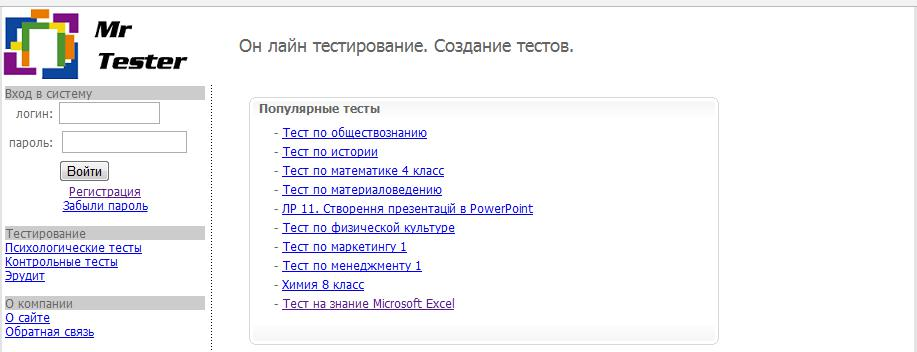 Mr
Tester
Он лайн тестирование. Создание тестов.
Вход в систему
логин:
пароль:
Войти
Регистрация
Забыли пароль
Тестирование
Психологические тесты
Контрольные тесты
Эрудит
О компании
О сайте
Обратная связь
Популярные тесты
- Тест по обществознанию
- Тест по истории
- Тест по математике 4 класс
- Тест по материаловедению
- ЛР 11. Створення презентацій в PowerPoint
- Тест по физической культуре
- Тест по маркетингу 1
- Тест по менеджменту 1
- Химия 8 класс
- Тест на знание Microsoft Excel